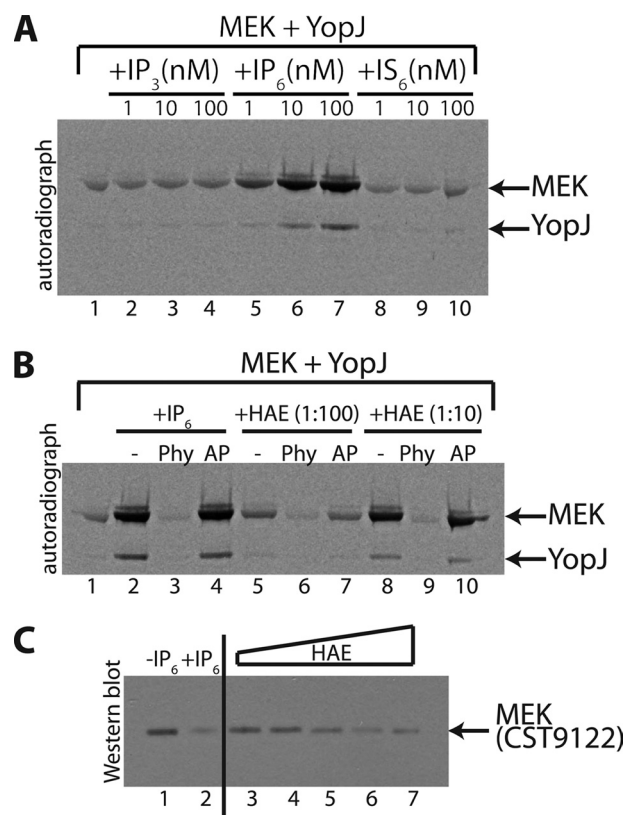 A
MEK + YopJ
+IP3(nM) +IP6(nM) +IS6(nM)
1 10 100 1 10 100 1 10 100
autoradiograph
MEK
YopJ
1 2 3 4 5 6 7 8 9 10
B
MEK + YopJ
+IP6 +HAE (1:100) +HAE (1:10)
- Phy AP - Phy AP - Phy AP
autoradiograph
MEK
YopJ
1 2 3 4 5 6 7 8 9 10
C
-IP6 +IP6 HAE
Western blot
MEK
(CST9122)
1 2 3 4 5 6 7